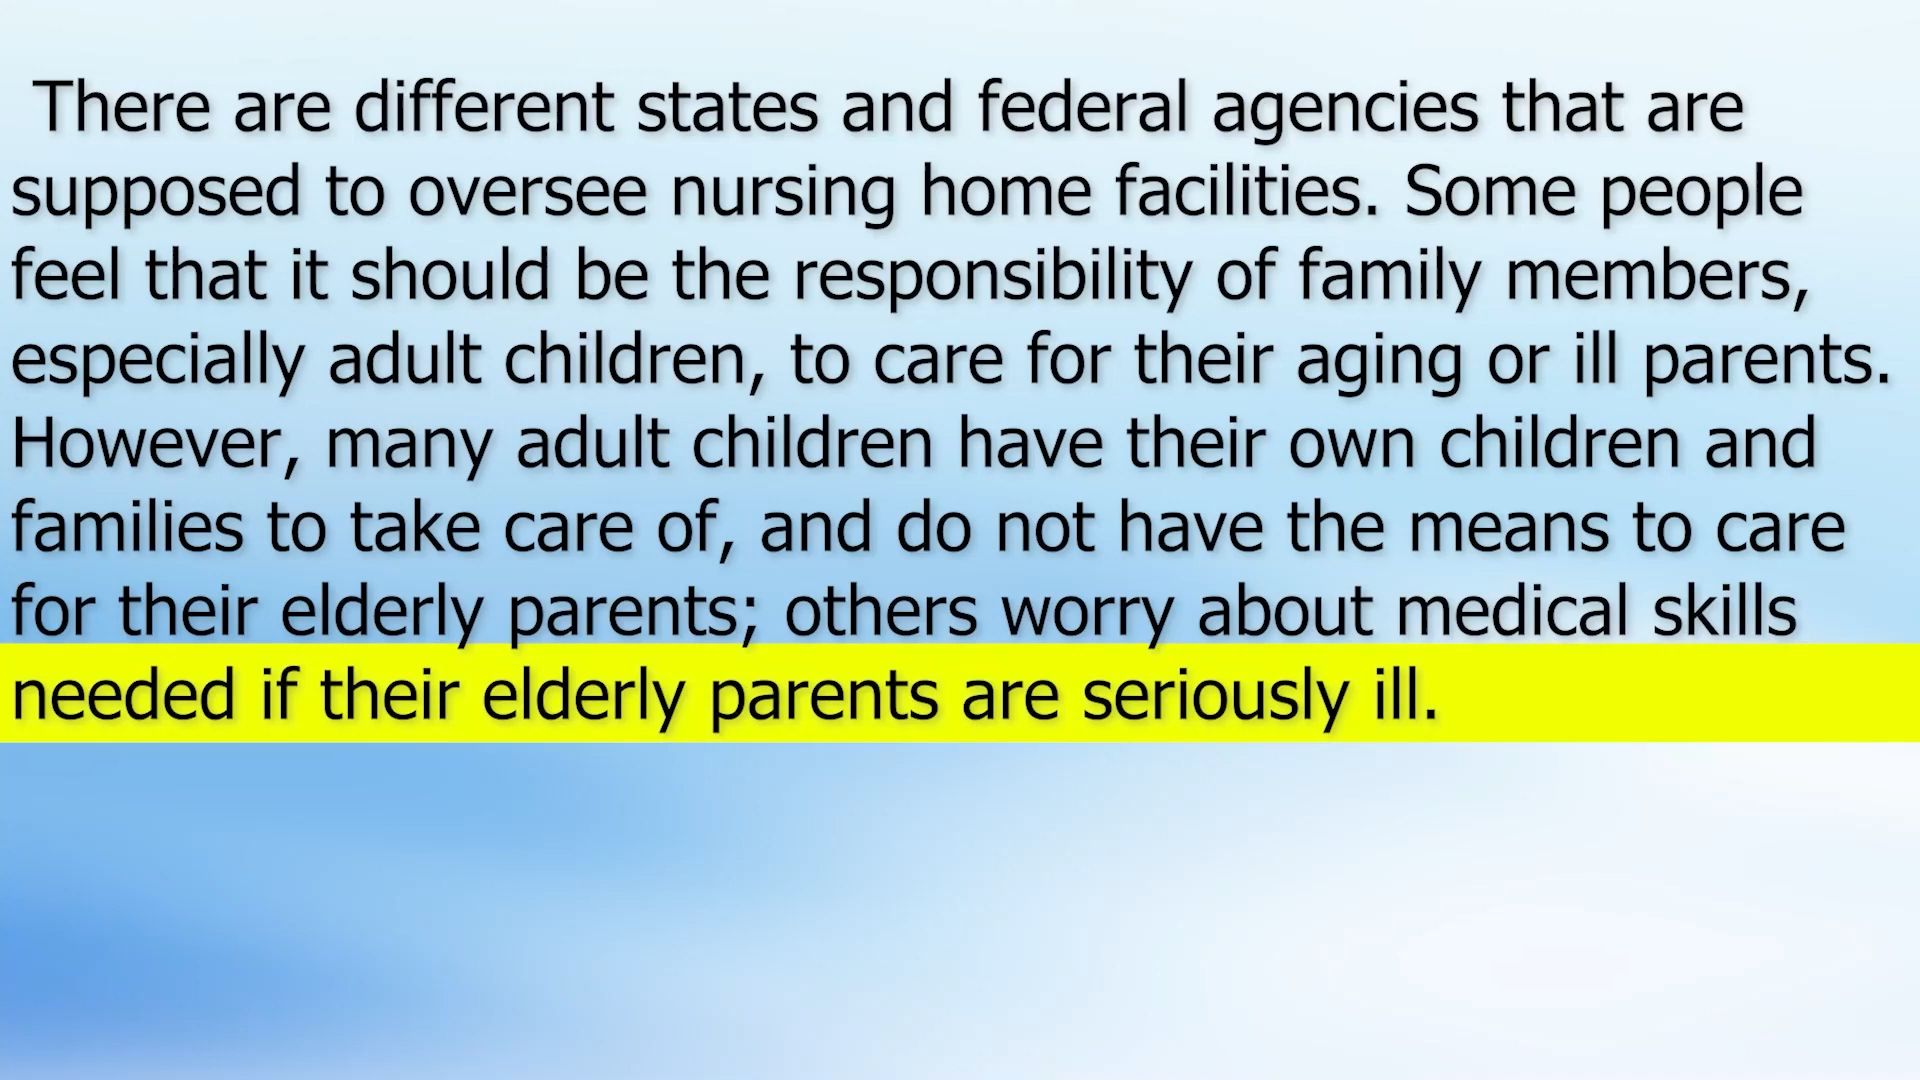 There are different states and federal agencies that are
supposed to oversee nursing home facilities. Some people
feel that it should be the responsibility of family members,
especially adult children, to care for their aging or ill parents.
However, many adult children have their own children and
families to take care of, and do not have the means to care
for their elderly parents; others worry about medical skills
needed if their elderly parents are seriously ill.